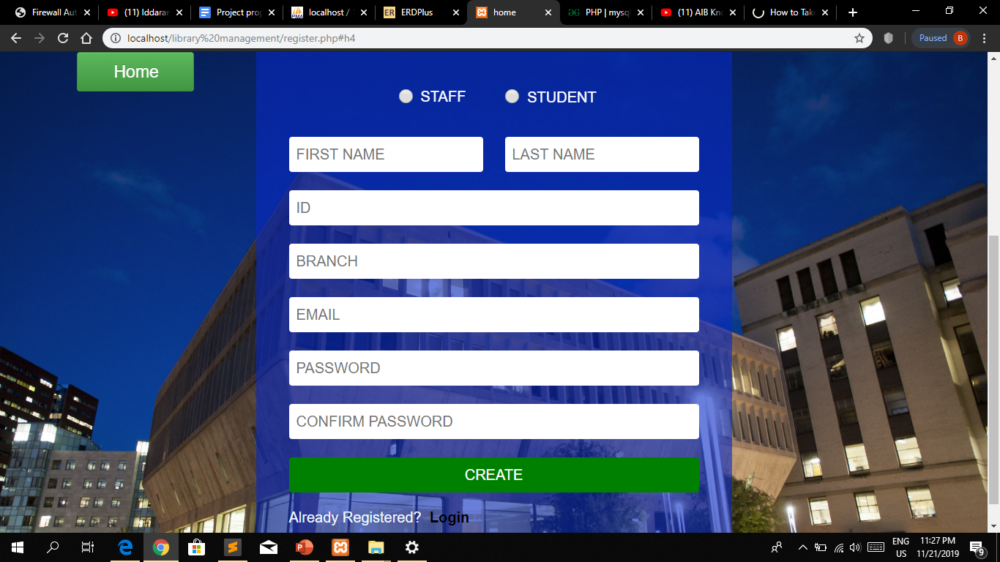 Firewall Aut
(11) Iddarar
Project prop
localhost /
ERDPlus
home
PHP | mysq
(11) AIB Kno
How to Take
localhost/library%20management/register.php#h4
Paused
B
Home
STAFF
STUDENT
FIRST NAME
LAST NAME
ID
BRANCH
EMAIL
PASSWORD
CONFIRM PASSWORD
CREATE
Already Registered? Login
ENG
US
11:27 PM
11/21/2019
9